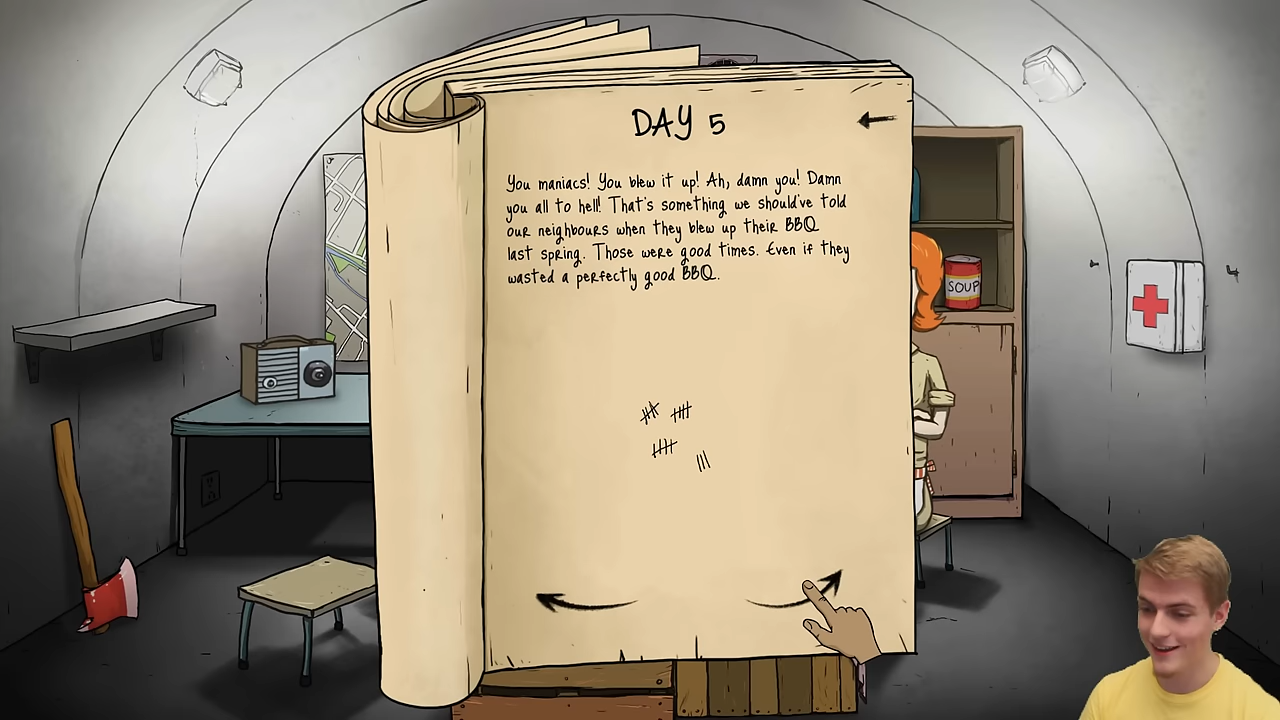 DAY 5
You maniacs! You blew it up! Ah, damn you! Damn
you all to hell! That's something we should've told
our neighbours when they blew up their BBQ
last spring. Those were good times. Even if they
wasted a perfectly good BBQ.
SOUP